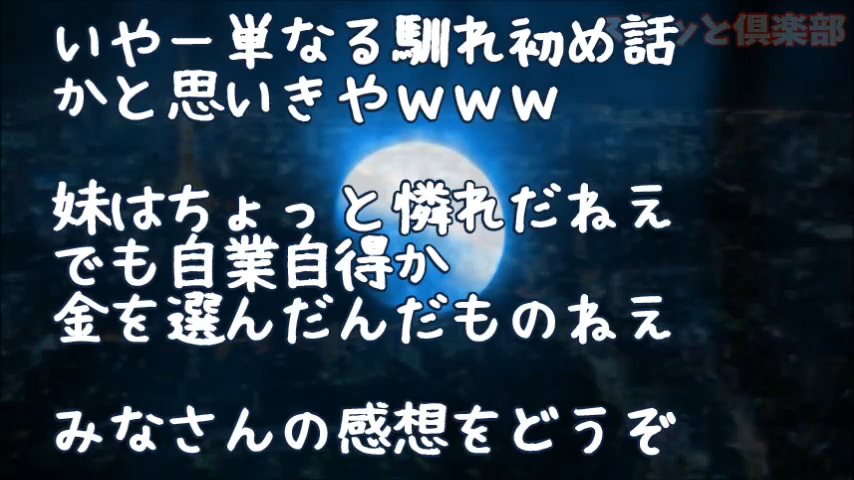 いやー単なる馴れ初め話
かと思いきやｗｗｗ
妹はちょっと憐れだねえ
でも自業自得か
金を選んだんだものねえ
みなさんの感想をどうぞ
ッと倶楽部